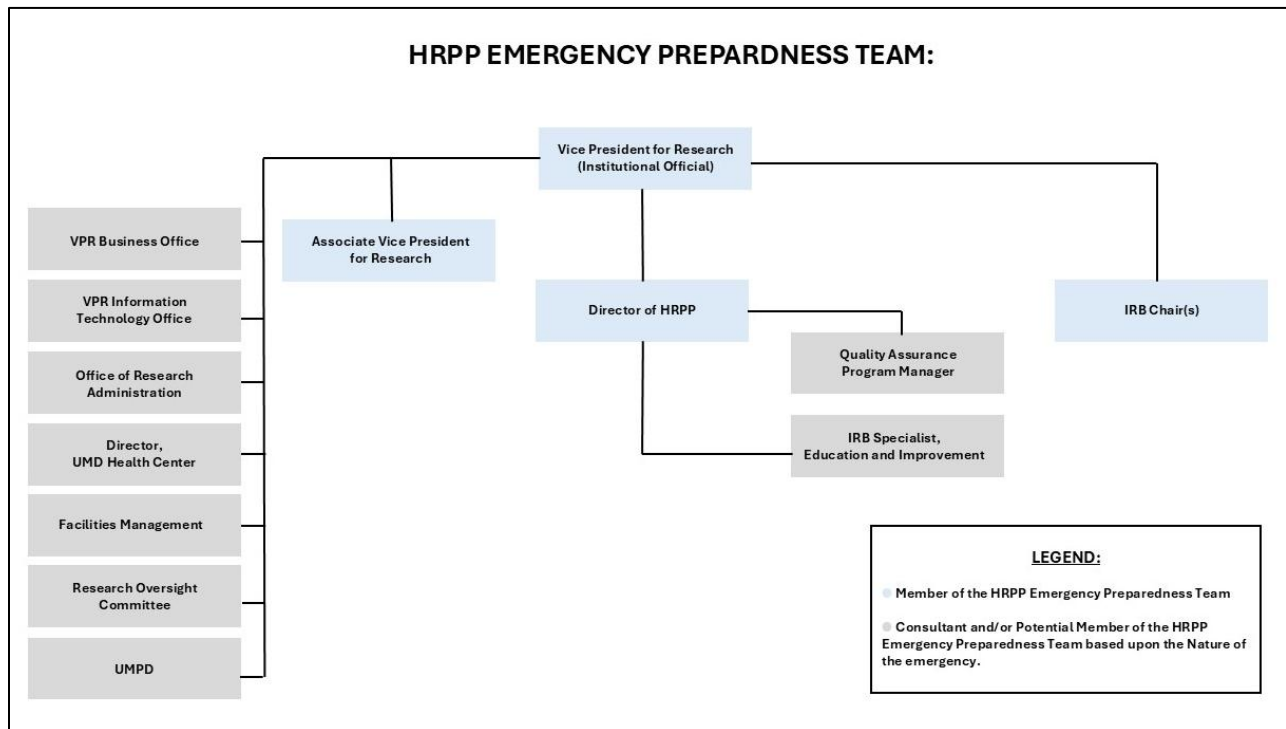 HRPP EMERGENCY PREPARDNESS TEAM:
Vice President for Research
(Institutional Official)
VPR Business Office
Associate Vice President
for Research
VPR Information
Technology Office
Director of HRPP
IRB Chair(s)
Office of Research
Administration
Quality Assurance
Program Manager
Director,
UMD Health Center
IRB Specialist,
Education and Improvement
Facilities Management
Research Oversight
Committee
UMPD
LEGEND:
Member of the HRPP Emergency Preparedness Team
Consultant and/or Potential Member of the HRPP
Emergency Preparedness Team based upon the Nature of
the emergency.